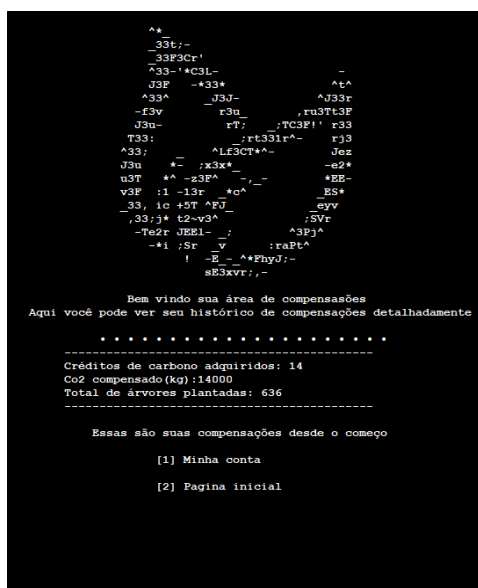 Bem vindo sua área de compensasões
Aqui você pode ver seu histórico de compensações detalhadamente
Créditos de carbono adquiridos: 14
Co2 compensado(kg):14000
Total de árvores plantadas: 636
Essas são suas compensações desde o começo
[1] Minha conta
[2] Pagina inicial